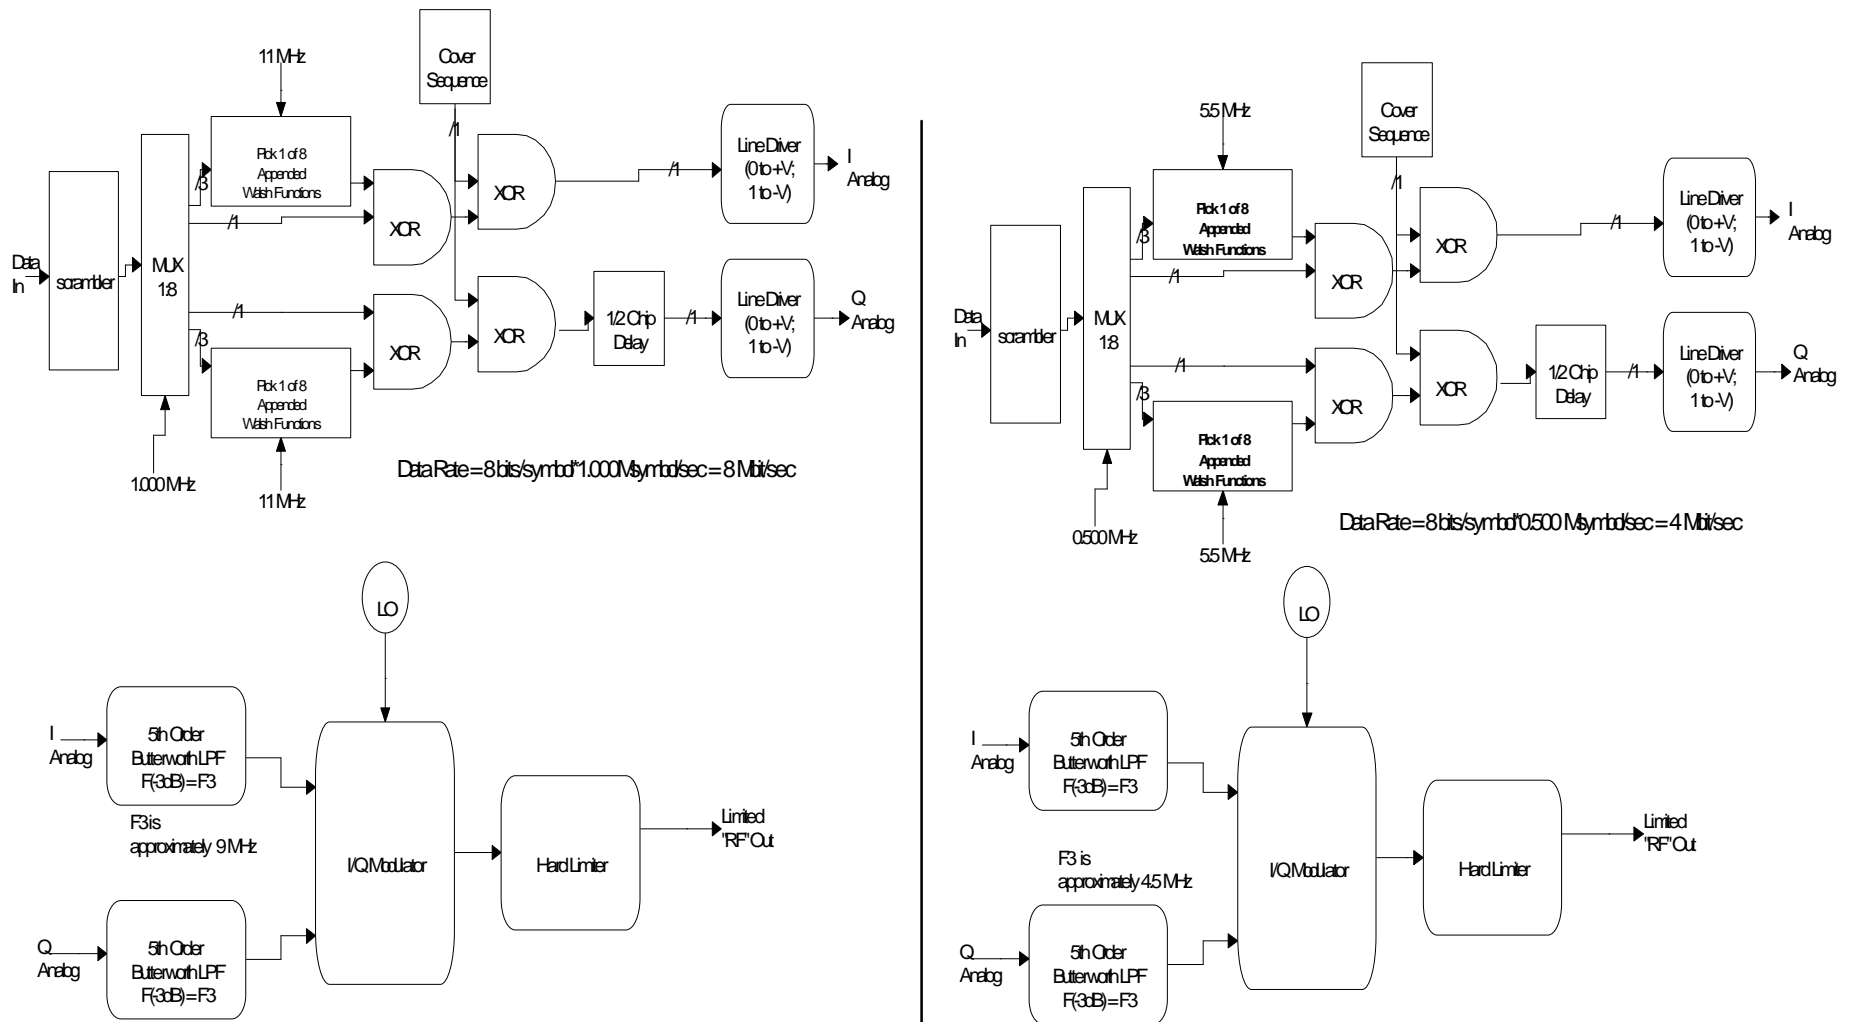 11 MHz
Cover
Sequence
/1
Pick 1 of 8
Appended
Walsh Functions
/3
XOR
/1
Line Driver
(0 to +V;
1 to -V)
I
Analog
XOR
/1
Data
In
scrambler
MUX
1:8
/1
/3
XOR
XOR
1/2 Chip
Delay
/1
Line Driver
(0 to +V;
1 to -V)
Q
Analog
Pick 1 of 8
Appended
Walsh Functions
1.000 MHz
11 MHz
Data Rate = 8 bits/symbol*1.000 Msymbol/sec = 8 Mbit/sec
LO
I
Analog
5th Order
Butterworth LPF
F(-3dB) = F3
F3 is
approximately 9 MHz
I/Q Modulator
Hard Limiter
Limited
"RF" Out
Q
Analog
5th Order
Butterworth LPF
F(-3dB) = F3
5.5 MHz
Cover
Sequence
/1
Pick 1 of 8
Appended
Walsh Functions
/3
XOR
/1
Line Driver
(0 to +V;
1 to -V)
I
Analog
XOR
/1
Data
In
scrambler
MUX
1:8
/1
/3
XOR
XOR
1/2 Chip
Delay
/1
Line Driver
(0 to +V;
1 to -V)
Q
Analog
Pick 1 of 8
Appended
Walsh Functions
0.500 MHz
5.5 MHz
Data Rate = 8 bits/symbol*0.500 Msymbol/sec = 4 Mbit/sec
LO
I
Analog
5th Order
Butterworth LPF
F(-3dB) = F3
F3 is
approximately 4.5 MHz
I/Q Modulator
Hard Limiter
Limited
"RF" Out
Q
Analog
5th Order
Butterworth LPF
F(-3dB) = F3